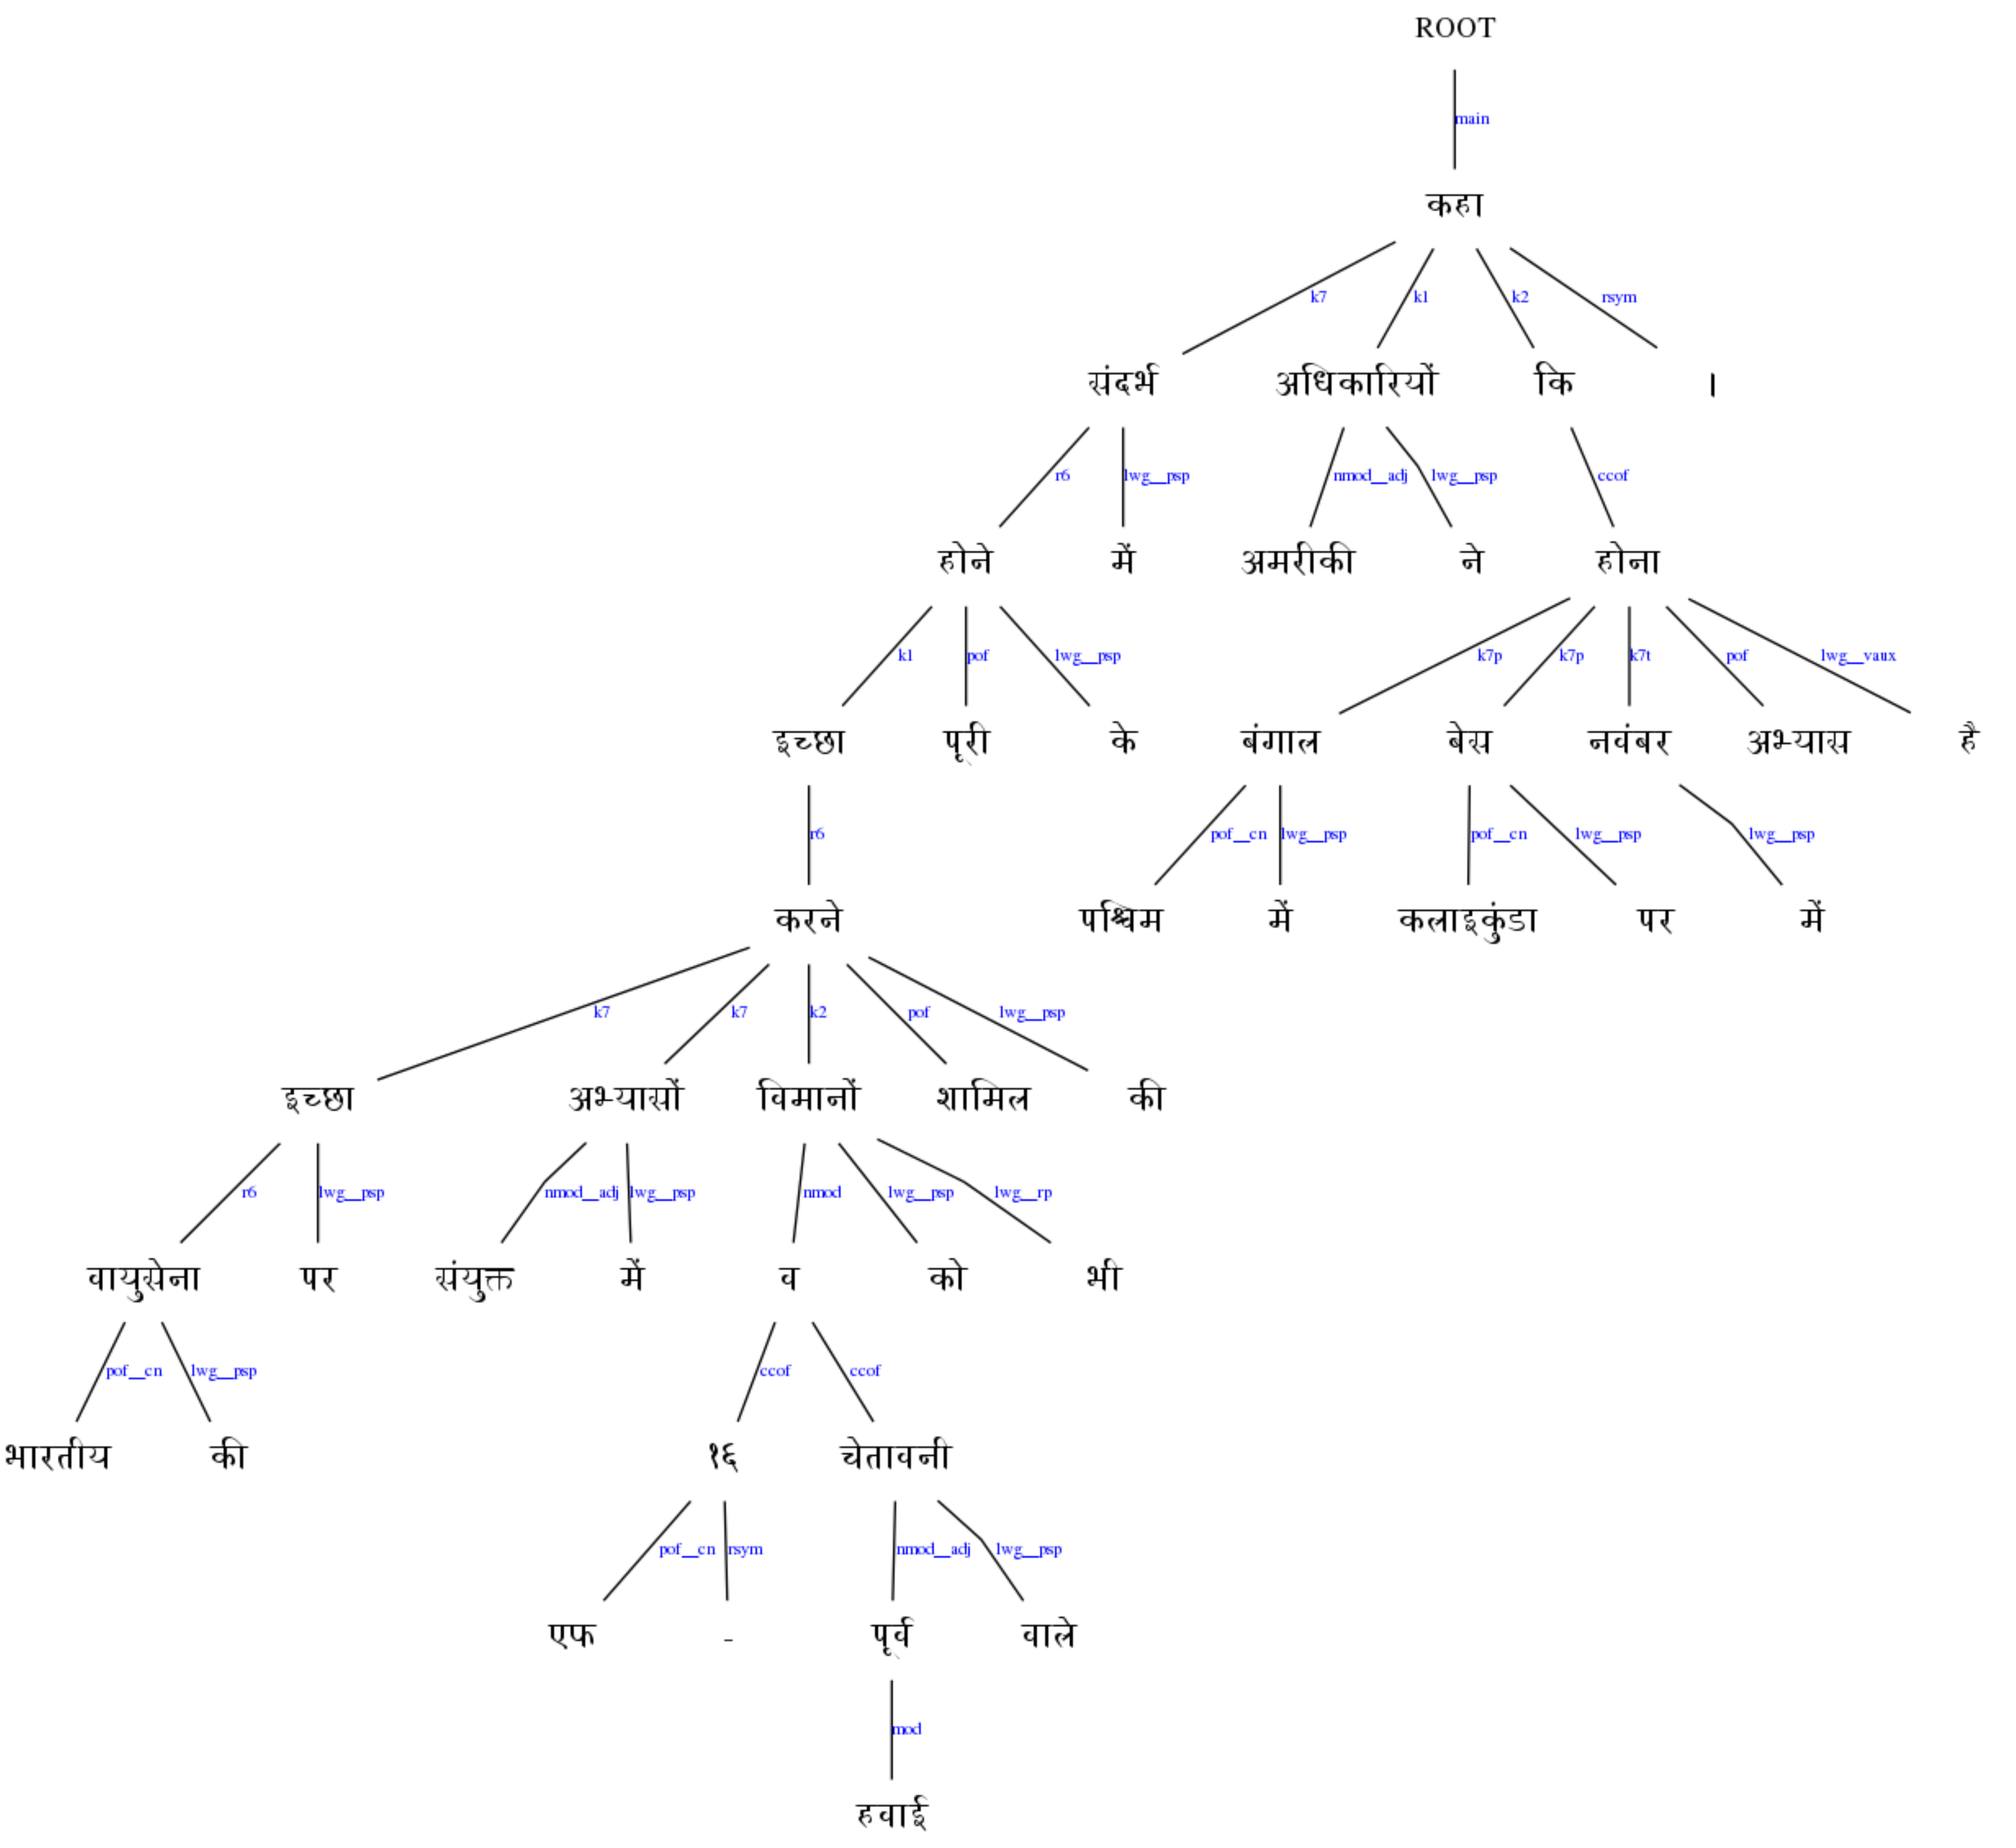 ROOT
main
कहा
k7 k1 k2 rsym
संदर्भ अधिकारियों कि ।
r6 lwg__psp nmod__adj lwg__psp ccof
होने में अमरीकी ने होना
k1 pof lwg__psp k7p k7p k7t pof lwg__vaux
इच्छा पूरी के बंगाल बेस नवंबर अभ्यास है
r6 pof__cn lwg__psp pof__cn lwg__psp lwg__psp
करने पश्चिम में कलाइकुंडा पर में
k7 k7 k2 pof lwg__psp
इच्छा अभ्यासों विमानों शामिल की
r6 lwg__psp nmod__adj lwg__psp nmod lwg__psp lwg__rp
वायुसेना पर संयुक्त में व को भी
pof__cn lwg__psp ccof ccof
भारतीय की १६ चेतावनी
pof__cn rsym nmod__adj lwg__psp
एफ - पूर्व वाले
mod
हवाई